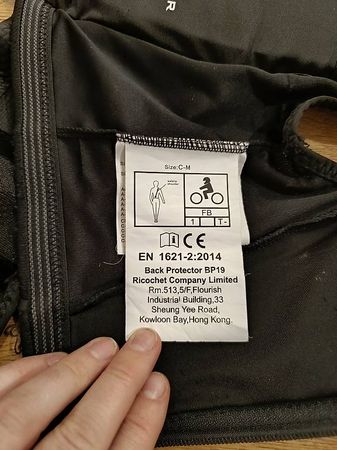 R
Size:C-M
FB
1 T-
CE
EN 1621-2:2014
Back Protector BP19
Ricochet Company Limited
Rm.513,5/F,Flourish
Industrial Building,33
Sheung Yee Road,
Kowloon Bay,Hong Kong.